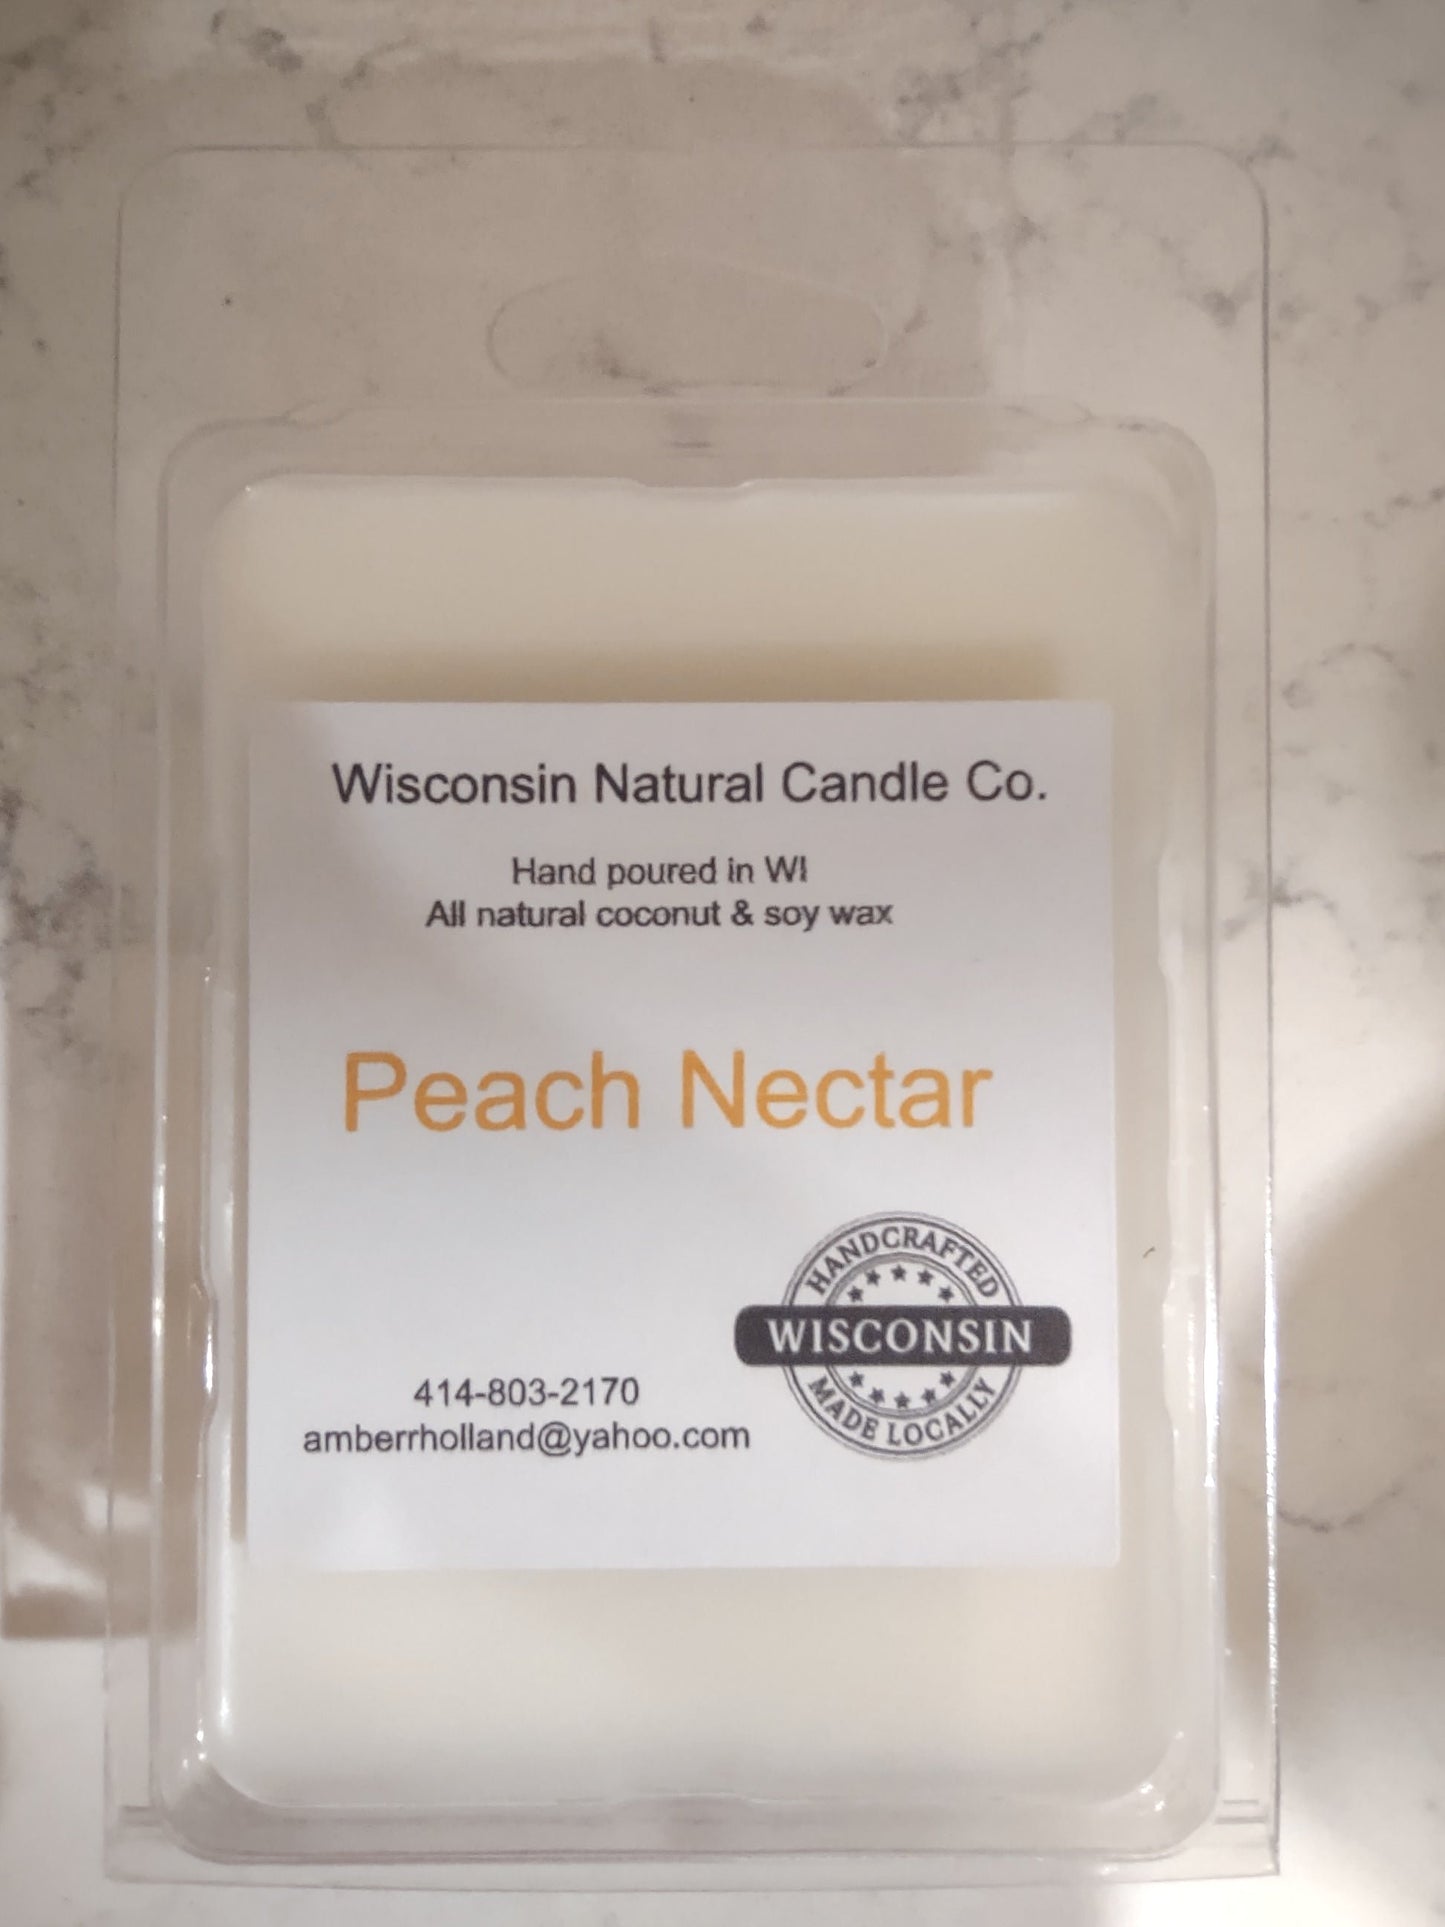 Wisconsin Natural Candle Co.
Hand poured in WI
All natural coconut & soy wax
Peach Nectar
HANDCRAFTED
WISCONSIN
MADE LOCALLY
414-803-2170
amberrholland@yahoo.com